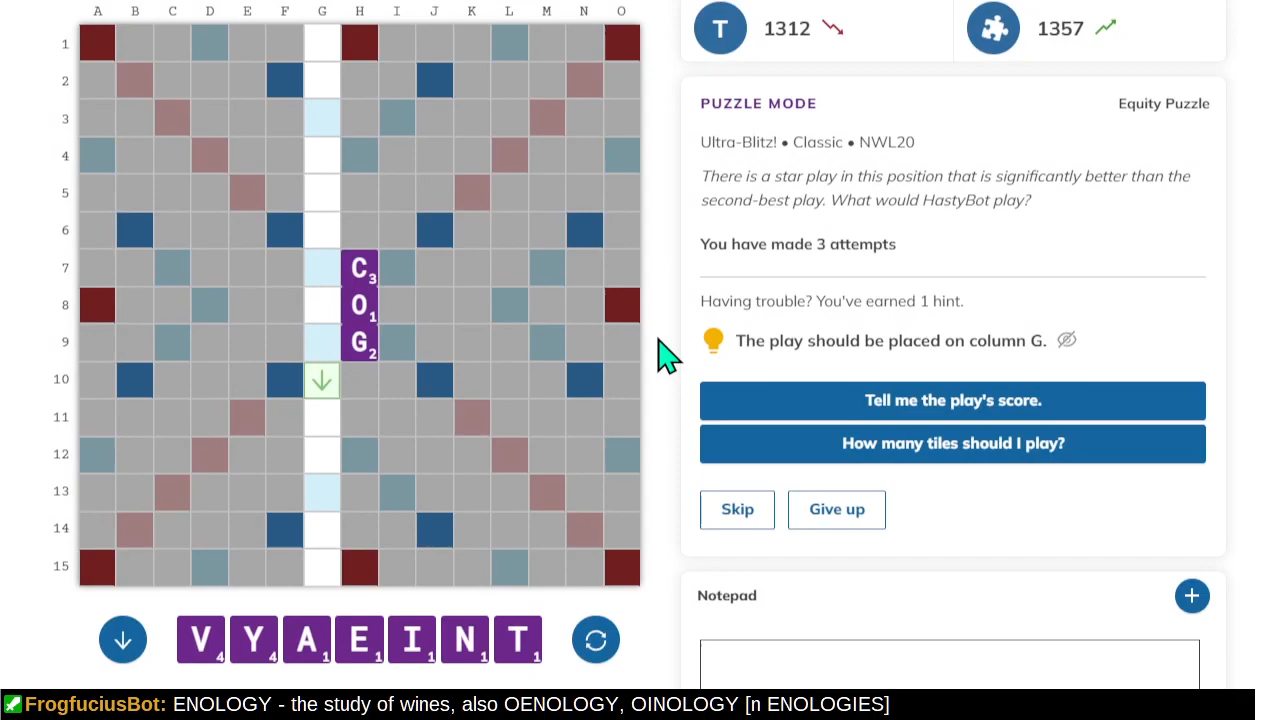 A B C D E F G H I J K L M N O
1
2
3
4
5
6
7
8
9
10
11
12
13
14
15
C3
O1
G2
V4 Y4 A1 E1 I1 N1 T1
T 1312 1357
PUZZLE MODE Equity Puzzle
Ultra-Blitz! • Classic • NWL20
There is a star play in this position that is significantly better than the
second-best play. What would HastyBot play?
You have made 3 attempts
Having trouble? You've earned 1 hint.
The play should be placed on column G.
Tell me the play's score.
How many tiles should I play?
Skip Give up
Notepad
FrogfuciusBot: ENOLOGY - the study of wines, also OENOLOGY, OINOLOGY [n ENOLOGIES]